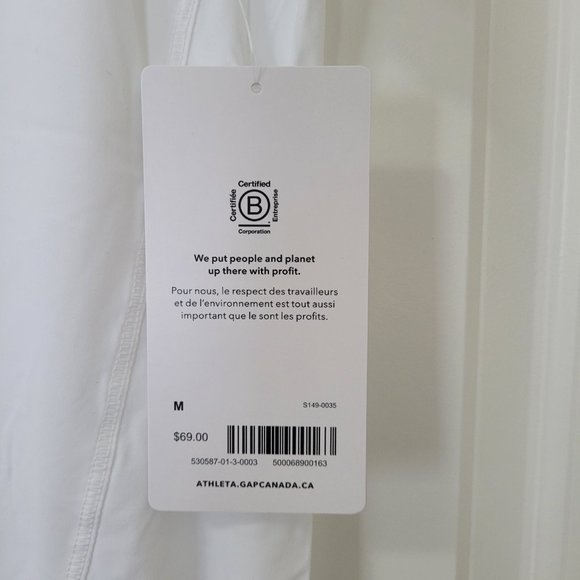 Certified
Certifiée
B
Entreprise
Corporation
We put people and planet
up there with profit.
Pour nous, le respect des travailleurs
et de l'environnement est tout aussi
important que le sont les profits.
M
S149-0035
$69.00
530587-01-3-0003 500068900163
ATHLETA.GAPCANADA.CA